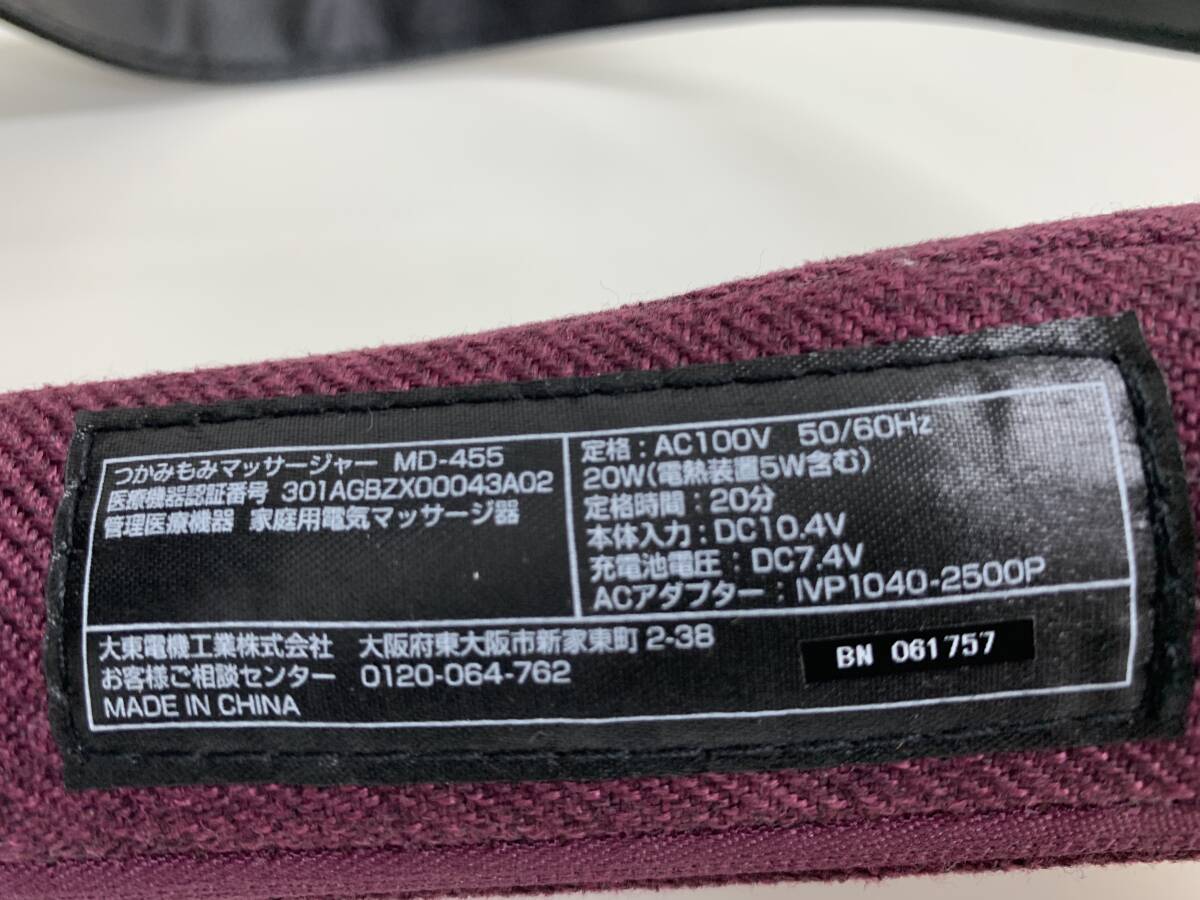 つかみもみマッサージャー MD-455
医療機器認証番号 301AGBZX00043A02
管理医療機器 家庭用電気マッサージ器
定格：AC100V 50/60Hz
20W(電熱装置5W含む)
定格時間：20分
本体入力：DC10.4V
充電池電圧：DC7.4V
ACアダプター：IVP1040-2500P
大東電機工業株式会社 大阪府東大阪市新家東町2-38
お客様ご相談センター 0120-064-762
MADE IN CHINA
BN 061757